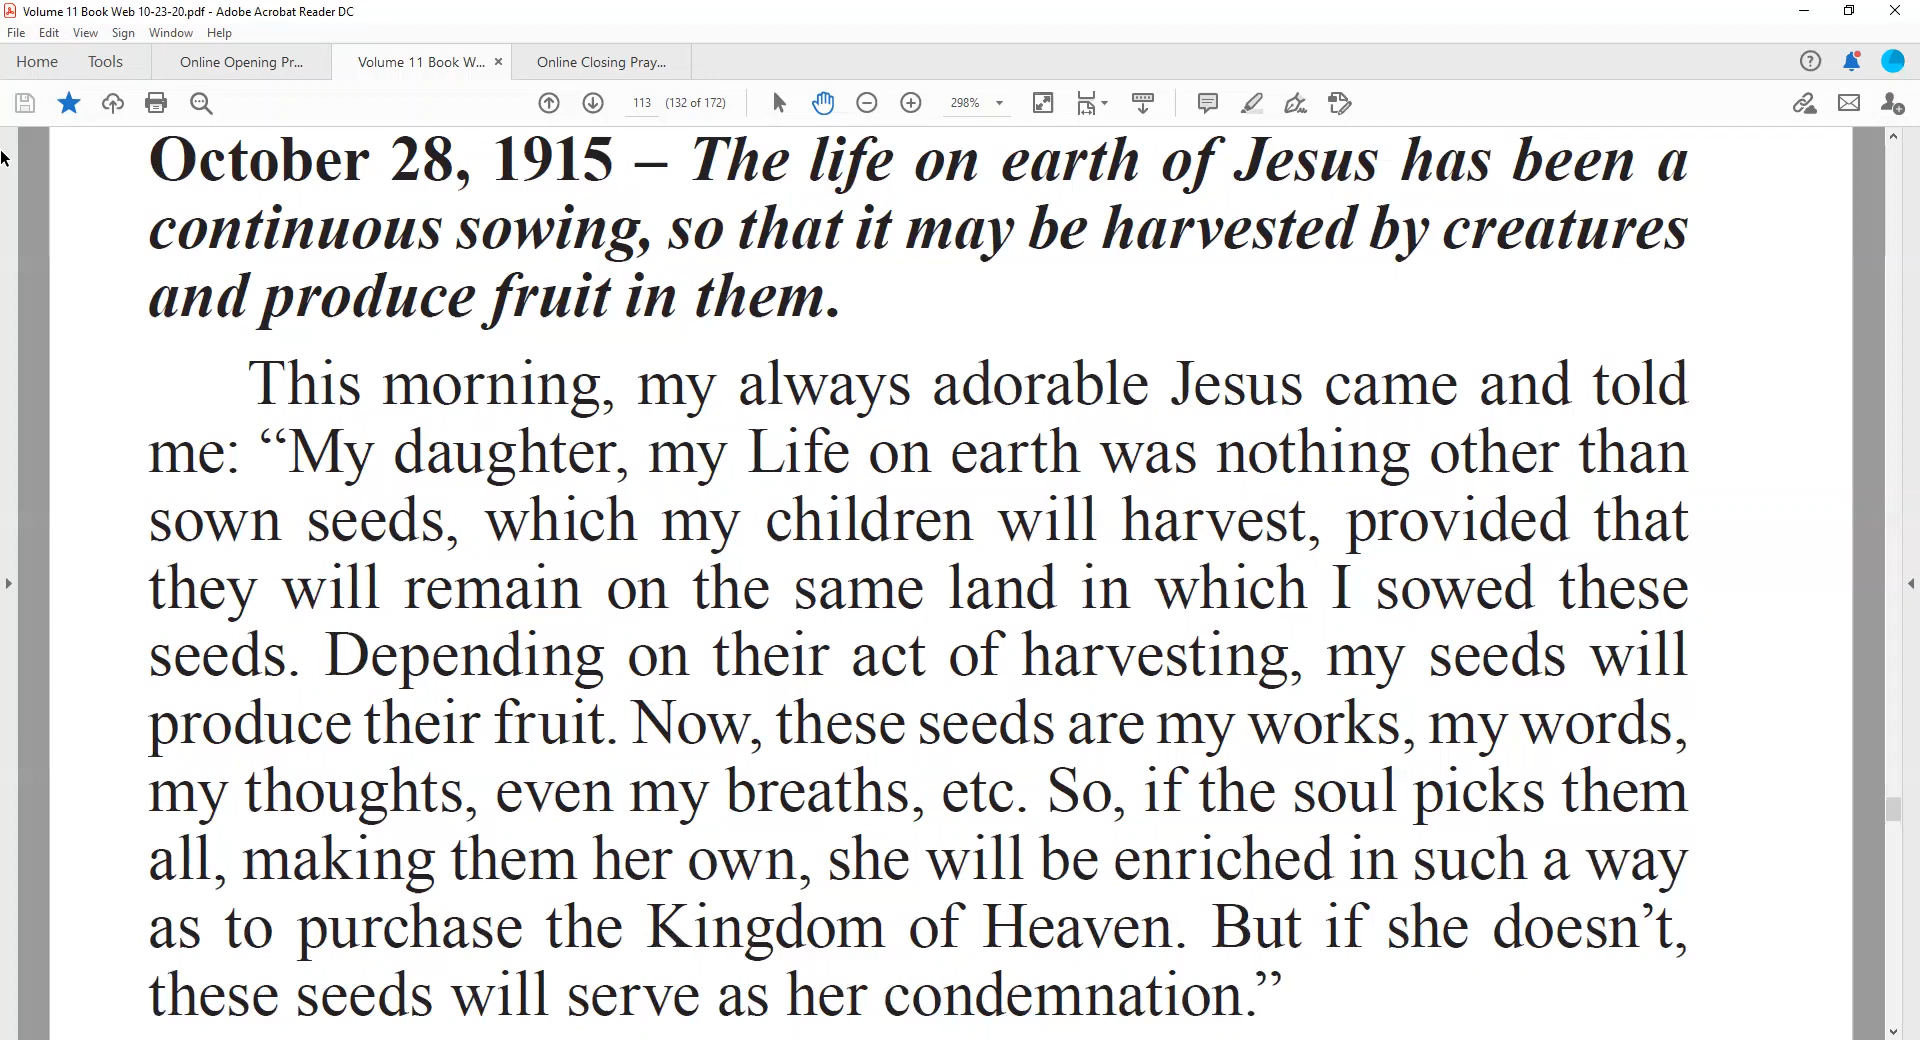 Volume 11 Book Web 10-23-20.pdf - Adobe Acrobat Reader DC
File Edit View Sign Window Help
Home Tools Online Opening Pr... Volume 11 Book W... × Online Closing Pray...
113 (132 of 172) 298%
October 28, 1915 – The life on earth of Jesus has been a
continuous sowing, so that it may be harvested by creatures
and produce fruit in them.
This morning, my always adorable Jesus came and told
me: “My daughter, my Life on earth was nothing other than
sown seeds, which my children will harvest, provided that
they will remain on the same land in which I sowed these
seeds. Depending on their act of harvesting, my seeds will
produce their fruit. Now, these seeds are my works, my words,
my thoughts, even my breaths, etc. So, if the soul picks them
all, making them her own, she will be enriched in such a way
as to purchase the Kingdom of Heaven. But if she doesn’t,
these seeds will serve as her condemnation.”